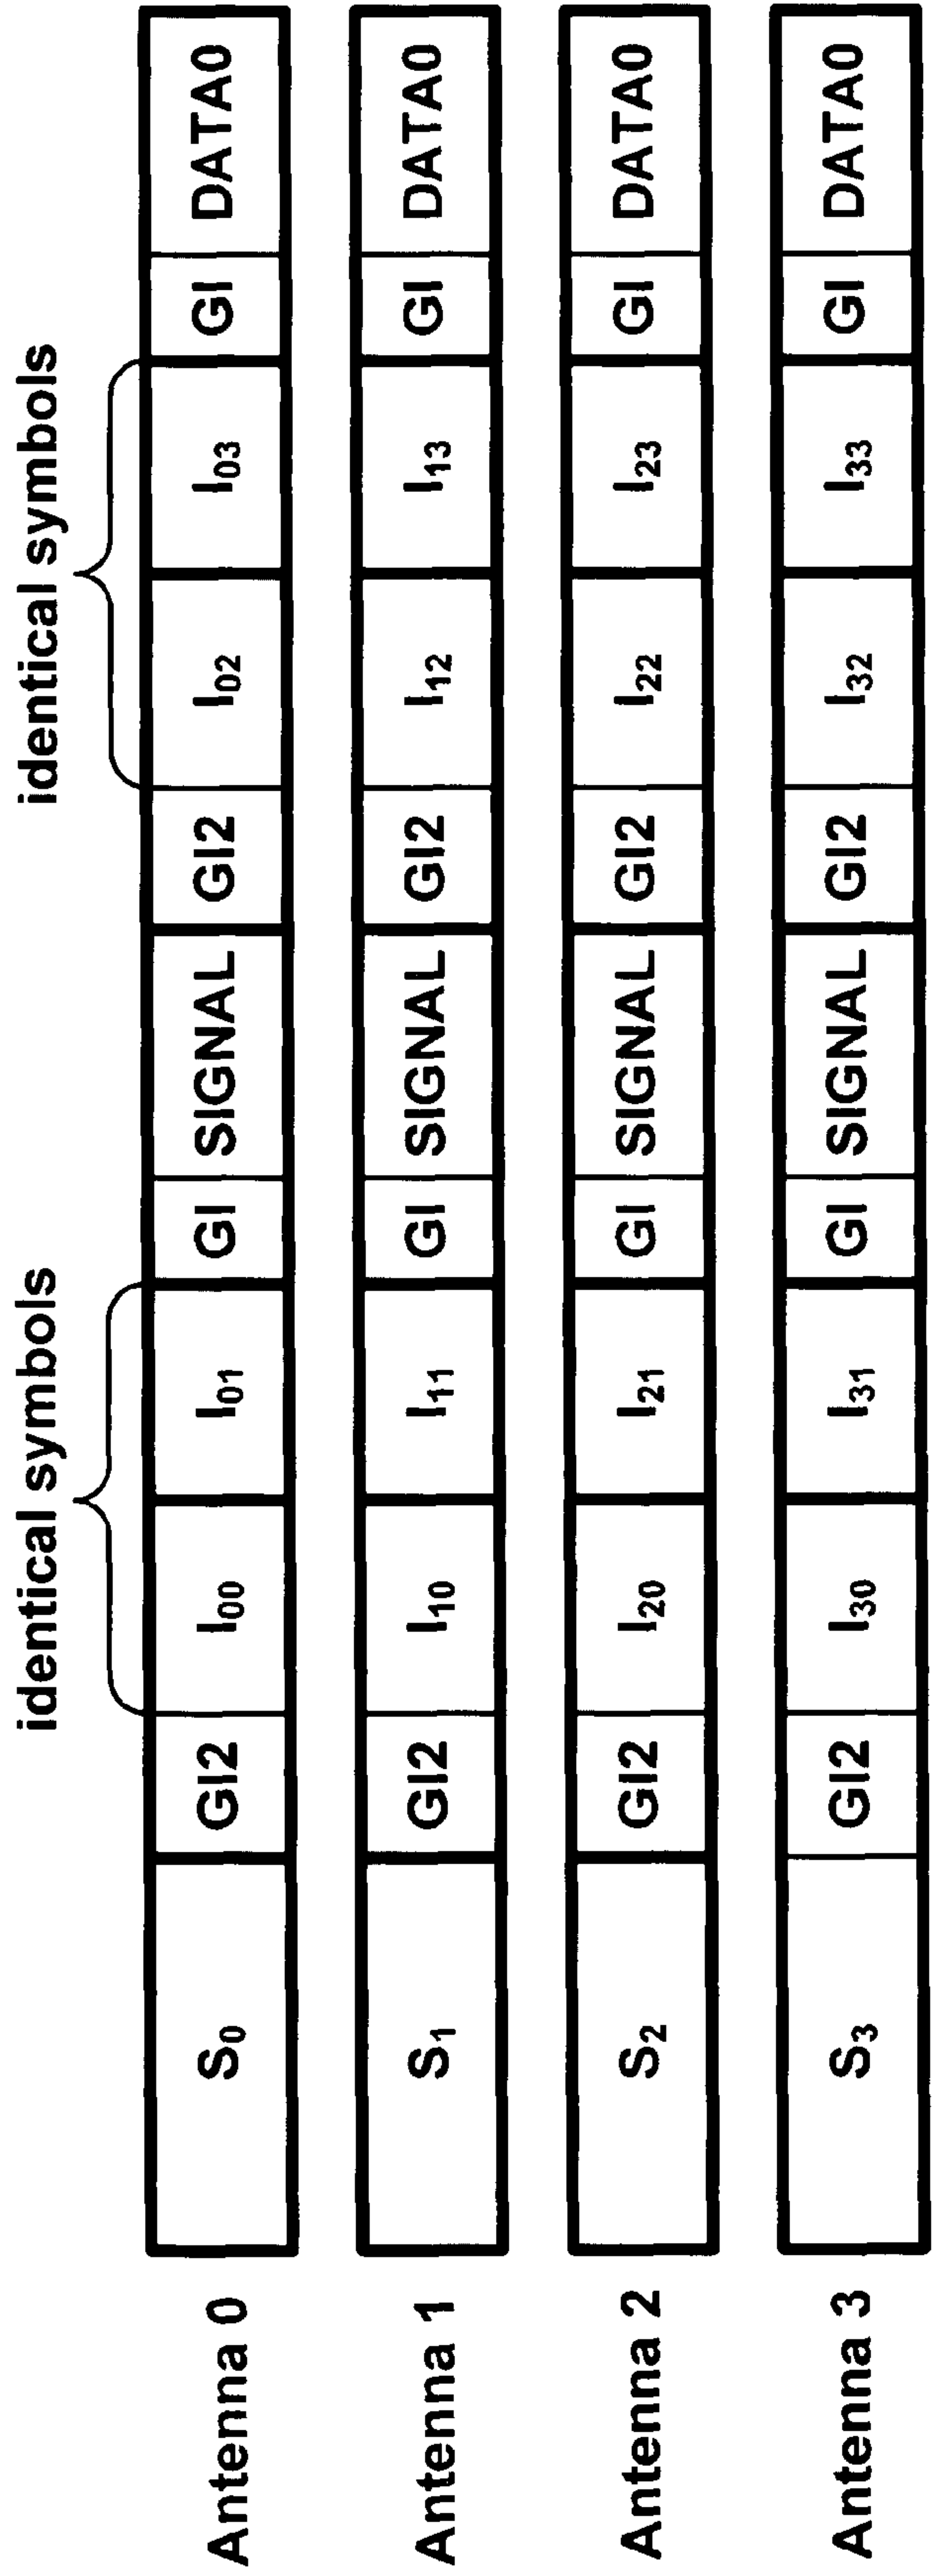 identical symbols identical symbols
Antenna 0 S0 GI2 I00 I01 GI SIGNAL GI2 I02 I03 GI DATA0
Antenna 1 S1 GI2 I10 I11 GI SIGNAL GI2 I12 I13 GI DATA0
Antenna 2 S2 GI2 I20 I21 GI SIGNAL GI2 I22 I23 GI DATA0
Antenna 3 S3 GI2 I30 I31 GI SIGNAL GI2 I32 I33 GI DATA0